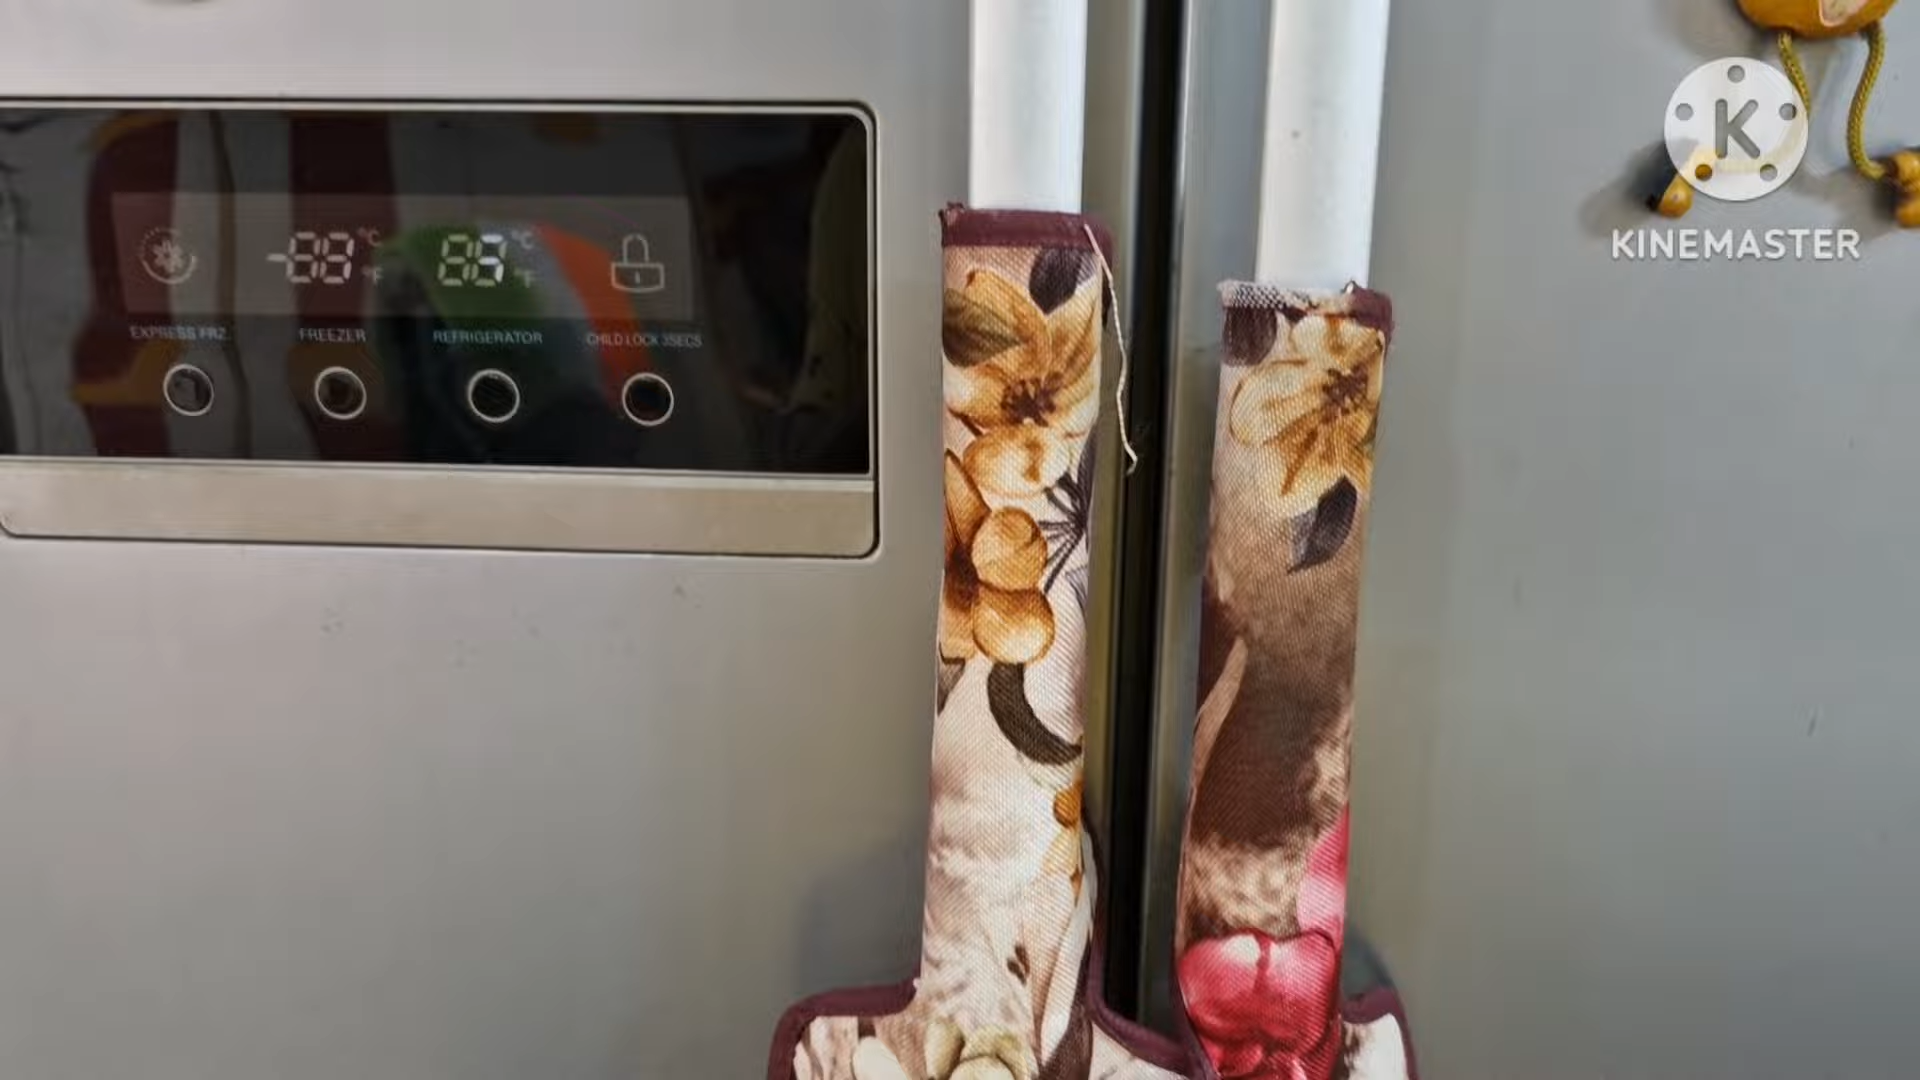 -88 °C °F 88 °C °F
EXPRESS FRZ. FREEZER REFRIGERATOR CHILD LOCK 3SECS
K
KINEMASTER